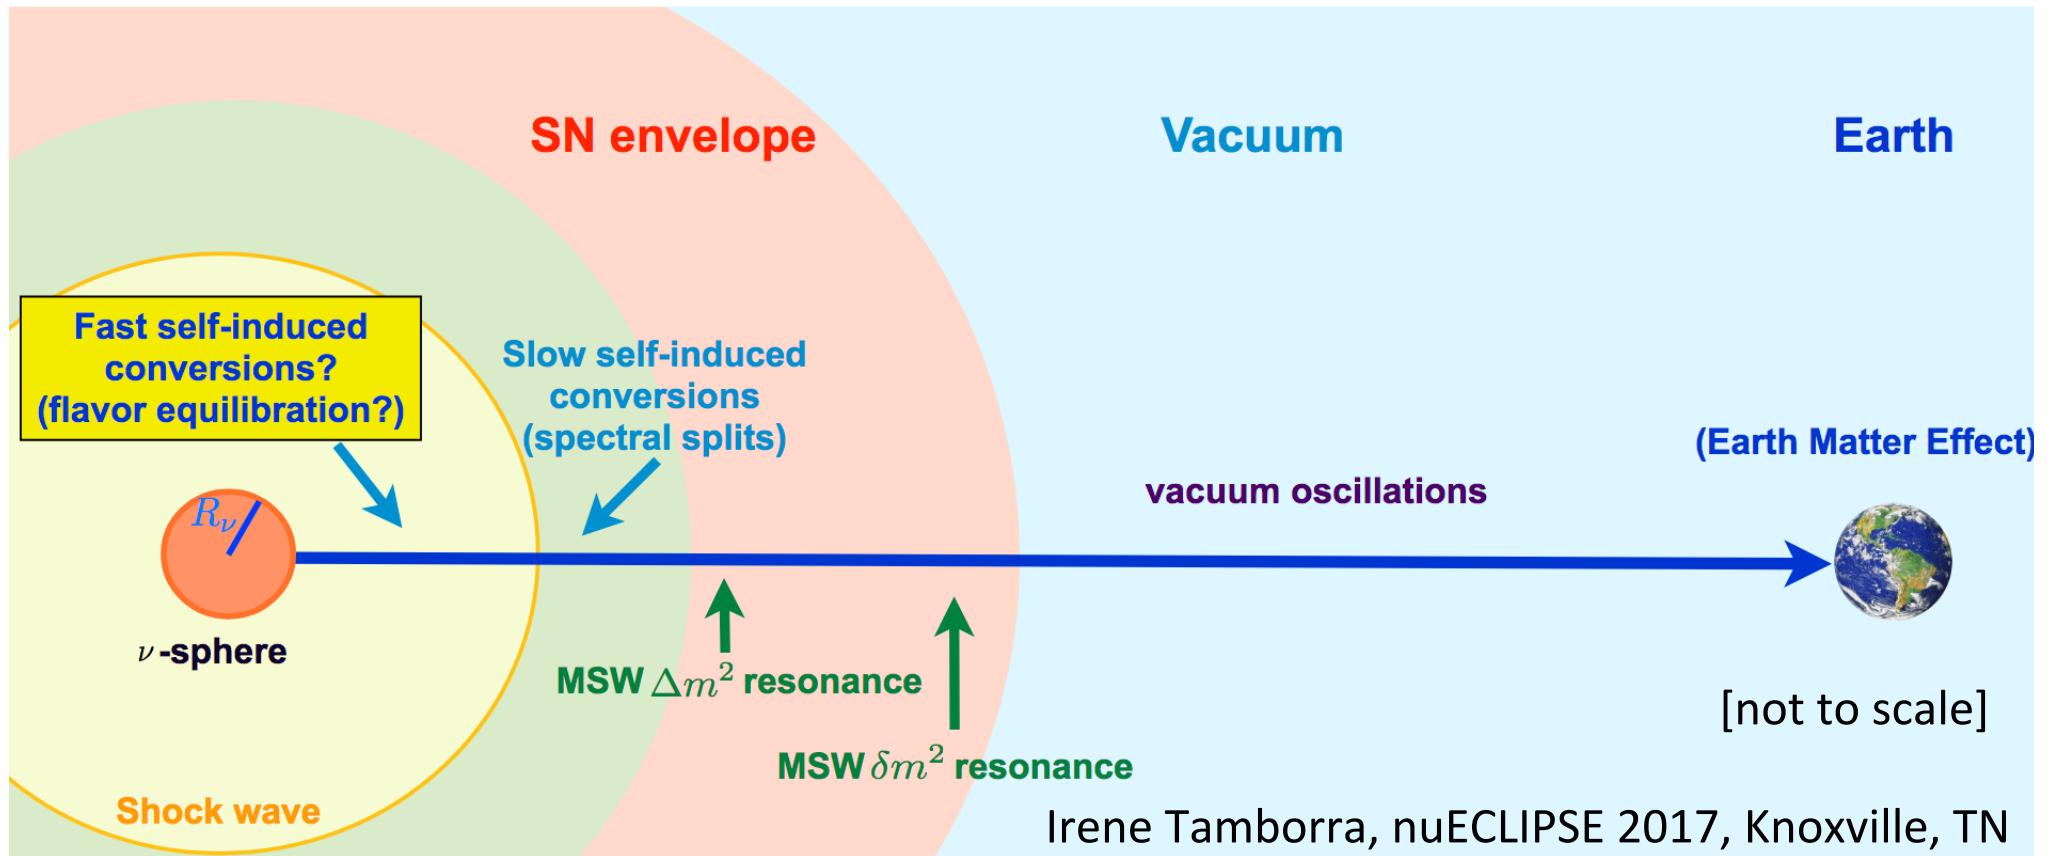 SN envelope
Vacuum
Earth
Fast self-induced
conversions?
(flavor equilibration?)
Slow self-induced
conversions
(spectral splits)
(Earth Matter Effect)
vacuum oscillations
Rν
ν-sphere
MSW Δm² resonance
[not to scale]
MSW δm² resonance
Shock wave
Irene Tamborra, nuECLIPSE 2017, Knoxville, TN